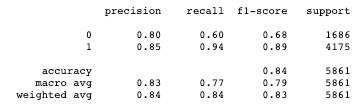 precision recall f1-score support
0 0.80 0.60 0.68 1686
1 0.85 0.94 0.89 4175
accuracy 0.84 5861
macro avg 0.83 0.77 0.79 5861
weighted avg 0.84 0.84 0.83 5861